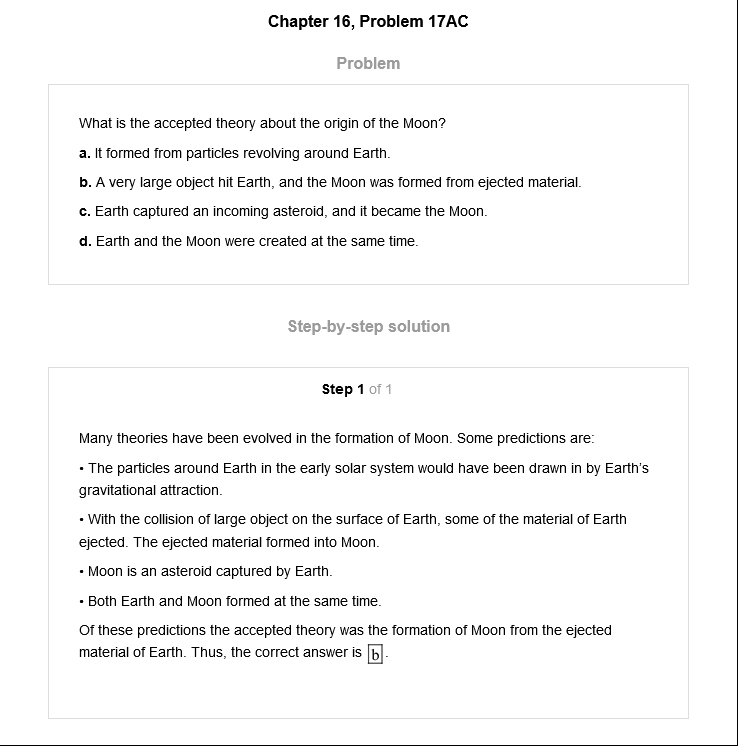 Chapter 16, Problem 17AC
Problem
What is the accepted theory about the origin of the Moon?
a. It formed from particles revolving around Earth.
b. A very large object hit Earth, and the Moon was formed from ejected material.
c. Earth captured an incoming asteroid, and it became the Moon.
d. Earth and the Moon were created at the same time.
Step-by-step solution
Step 1 of 1
Many theories have been evolved in the formation of Moon. Some predictions are:
• The particles around Earth in the early solar system would have been drawn in by Earth's
gravitational attraction.
• With the collision of large object on the surface of Earth, some of the material of Earth
ejected. The ejected material formed into Moon.
• Moon is an asteroid captured by Earth.
• Both Earth and Moon formed at the same time.
Of these predictions the accepted theory was the formation of Moon from the ejected
material of Earth. Thus, the correct answer is b.